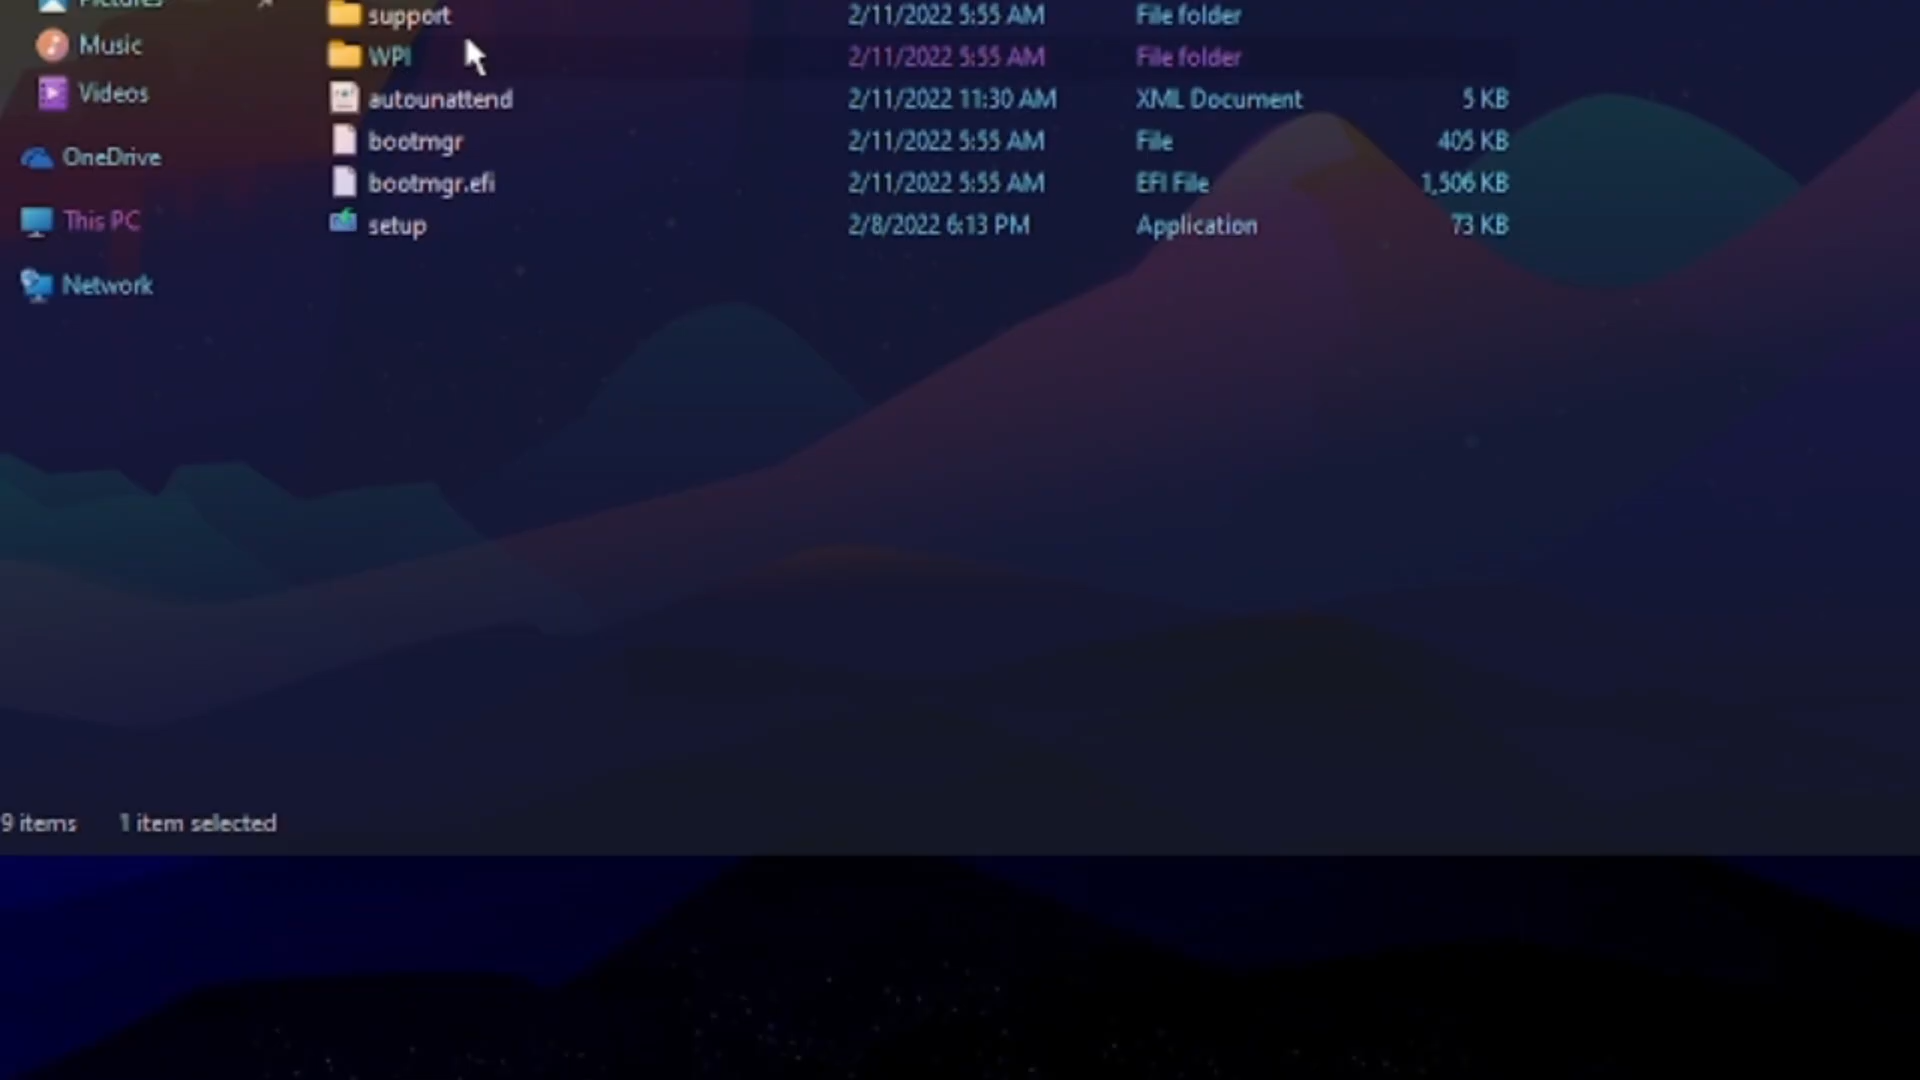 Pictures
support 2/11/2022 5:55 AM File folder
Music
WPI 2/11/2022 5:55 AM File folder
Videos
autounattend 2/11/2022 11:30 AM XML Document 5 KB
bootmgr 2/11/2022 5:55 AM File 405 KB
OneDrive
bootmgr.efi 2/11/2022 5:55 AM EFI File 1,506 KB
This PC
setup 2/8/2022 6:13 PM Application 73 KB
Network
9 items 1 item selected